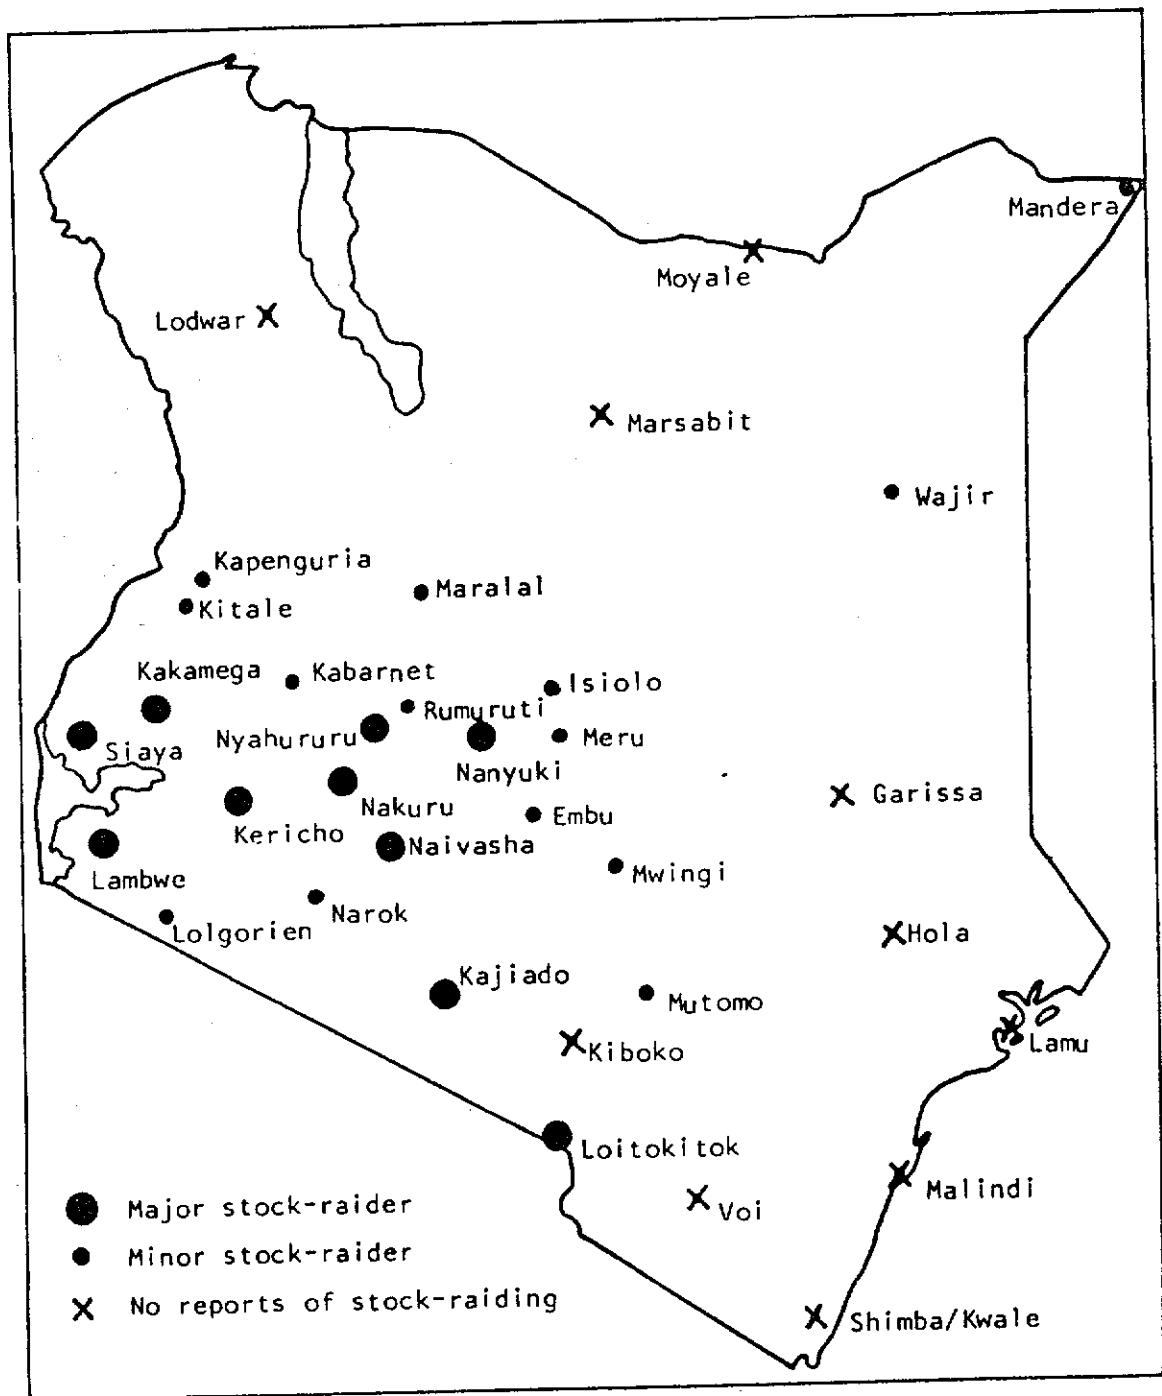 Mandera
Moyale
Lodwar
Marsabit
Wajir
Kapenguria
Maralal
Kitale
Kakamega
Kabarnet
Isiolo
Rumuruti
Nyahururu
Meru
Siaya
Nanyuki
Garissa
Nakuru
Embu
Kericho
Naivasha
Mwingi
Lambwe
Narok
Lolgorien
Hola
Kajiado
Mutomo
Kiboko
Lamu
Loitokitok
Malindi
Voi
Major stock-raider
Minor stock-raider
No reports of stock-raiding
Shimba/Kwale